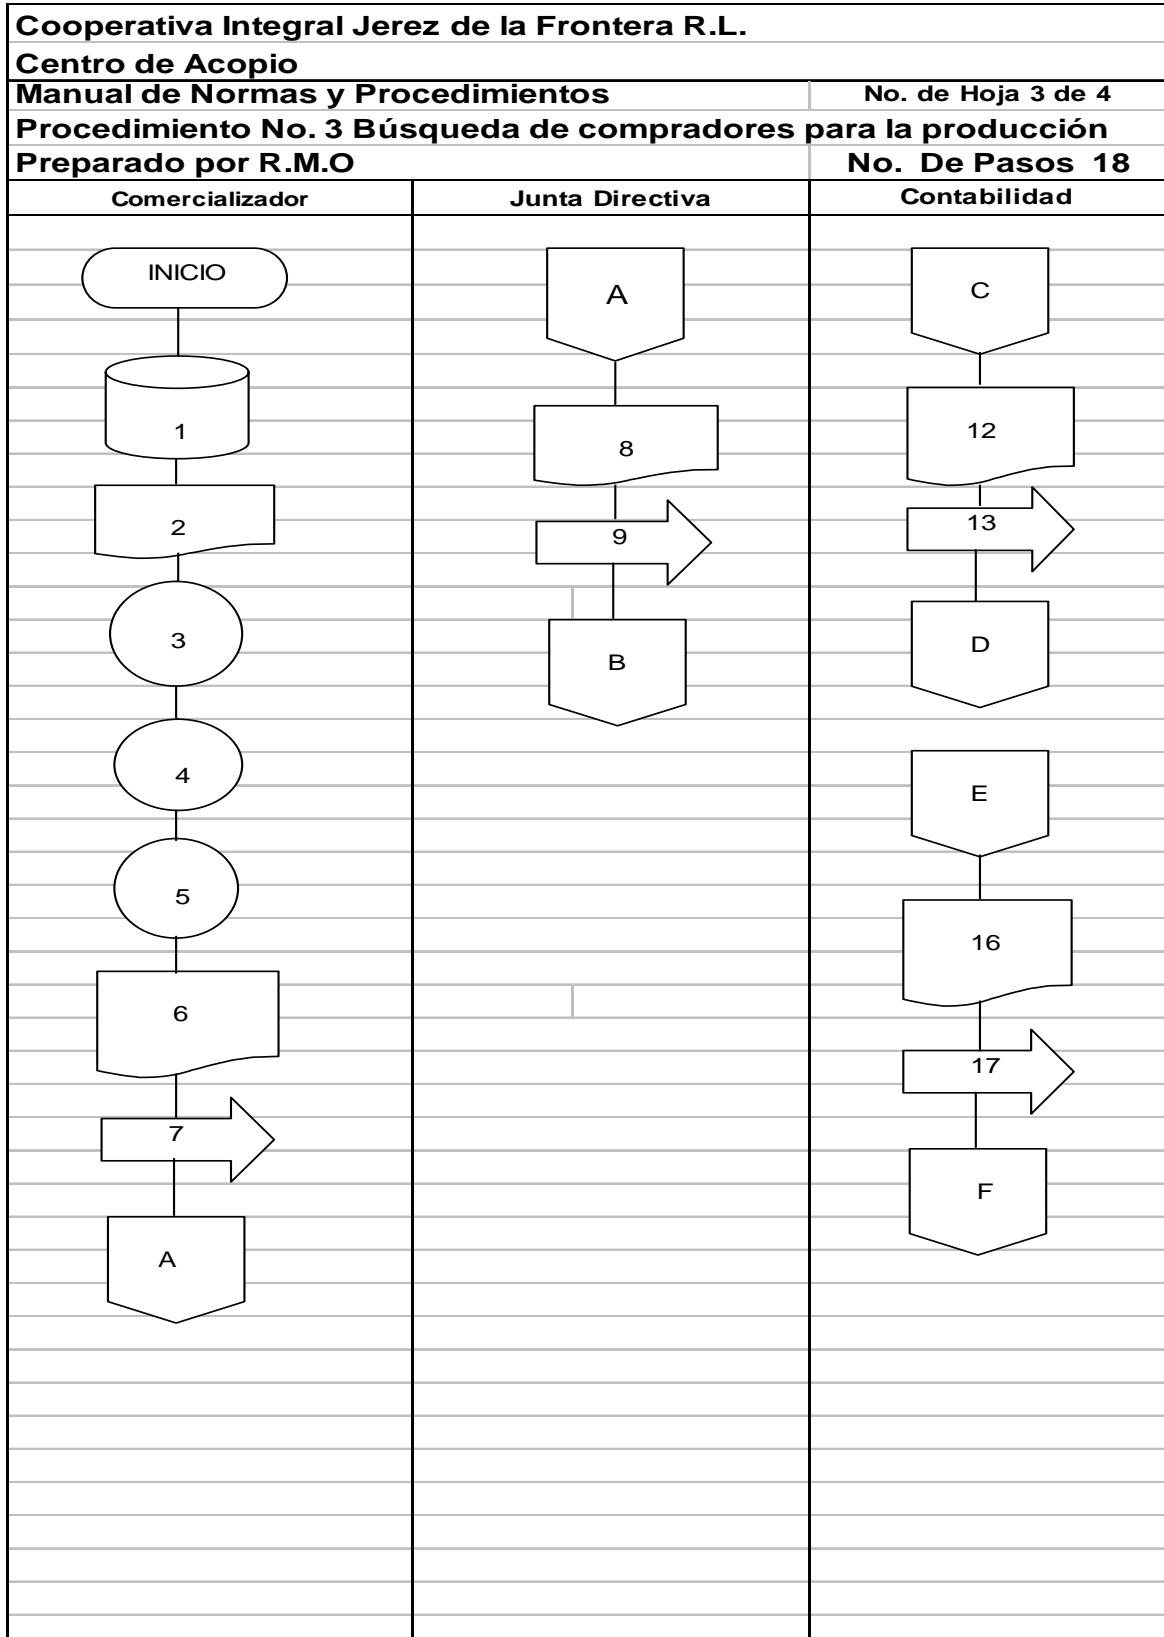 Cooperativa Integral Jerez de la Frontera R.L.
Centro de Acopio
Manual de Normas y Procedimientos No. de Hoja 3 de 4
Procedimiento No. 3 Búsqueda de compradores para la producción
Preparado por R.M.O No. De Pasos 18
Comercializador Junta Directiva Contabilidad
INICIO
1
2
3
4
5
6
7
A
A
8
9
B
C
12
13
D
E
16
17
F